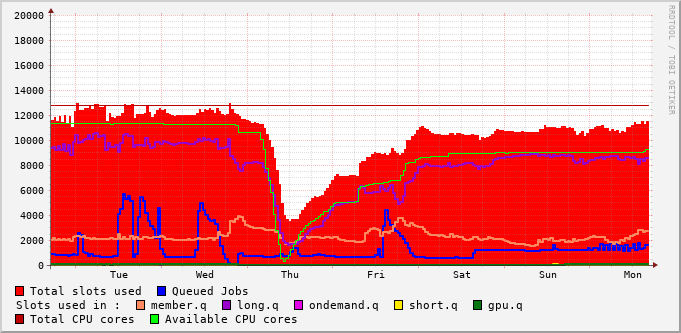 20000
18000
16000
14000
12000
10000
8000
6000
4000
2000
0
Tue Wed Thu Fri Sat Sun Mon
Total slots used Queued Jobs
Slots used in : member.q long.q ondemand.q short.q gpu.q
Total CPU cores Available CPU cores
RRDTOOL / TOBI OETIKER